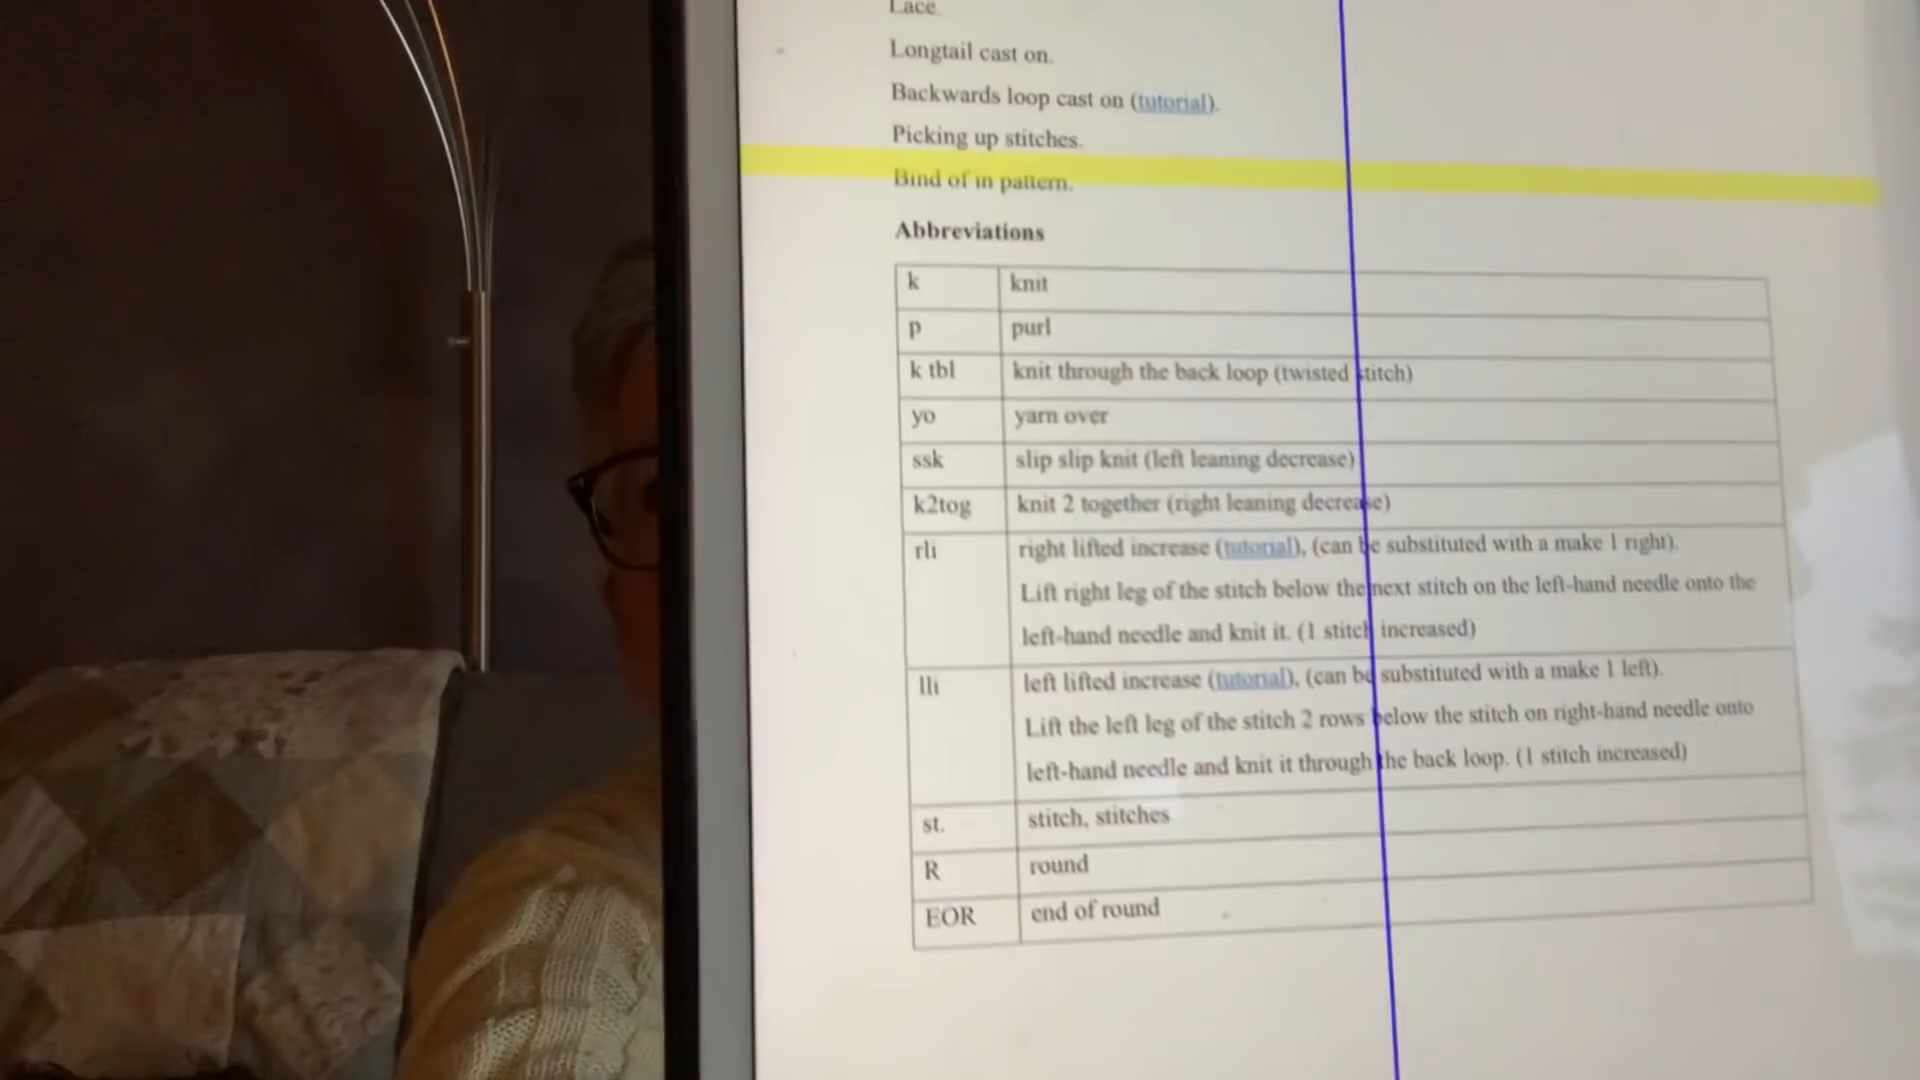 Lace.
Longtail cast on.
Backwards loop cast on (tutorial).
Picking up stitches.
Bind of in pattern.
Abbreviations
k knit
p purl
k tbl knit through the back loop (twisted stitch)
yo yarn over
ssk slip slip knit (left leaning decrease)
k2tog knit 2 together (right leaning decrease)
rli right lifted increase (tutorial), (can be substituted with a make 1 right).
Lift right leg of the stitch below the next stitch on the left-hand needle onto the
left-hand needle and knit it. (1 stitch increased)
lli left lifted increase (tutorial), (can be substituted with a make 1 left).
Lift the left leg of the stitch 2 rows below the stitch on right-hand needle onto
left-hand needle and knit it through the back loop. (1 stitch increased)
st. stitch, stitches
R round
EOR end of round